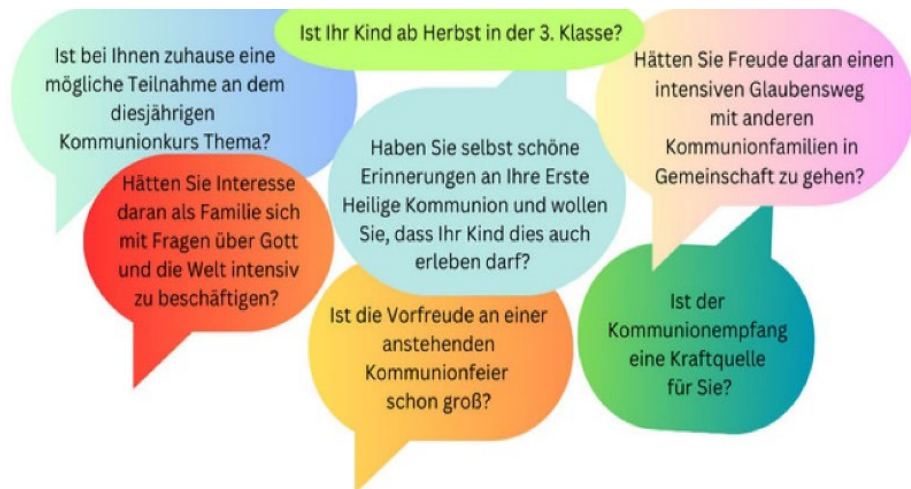 Ist Ihr Kind ab Herbst in der 3. Klasse?
Ist bei Ihnen zuhause eine
mögliche Teilnahme an dem
diesjährigen
Kommunionkurs Thema?
Hätten Sie Freude daran einen
intensiven Glaubensweg
mit anderen
Kommunionfamilien in
Gemeinschaft zu gehen?
Haben Sie selbst schöne
Erinnerungen an Ihre Erste
Heilige Kommunion und wollen
Sie, dass Ihr Kind dies auch
erleben darf?
Hätten Sie Interesse
daran als Familie sich
mit Fragen über Gott
und die Welt intensiv
zu beschäftigen?
Ist die Vorfreude an einer
anstehenden
Kommunionfeier
schon groß?
Ist der
Kommunionempfang
eine Kraftquelle
für Sie?